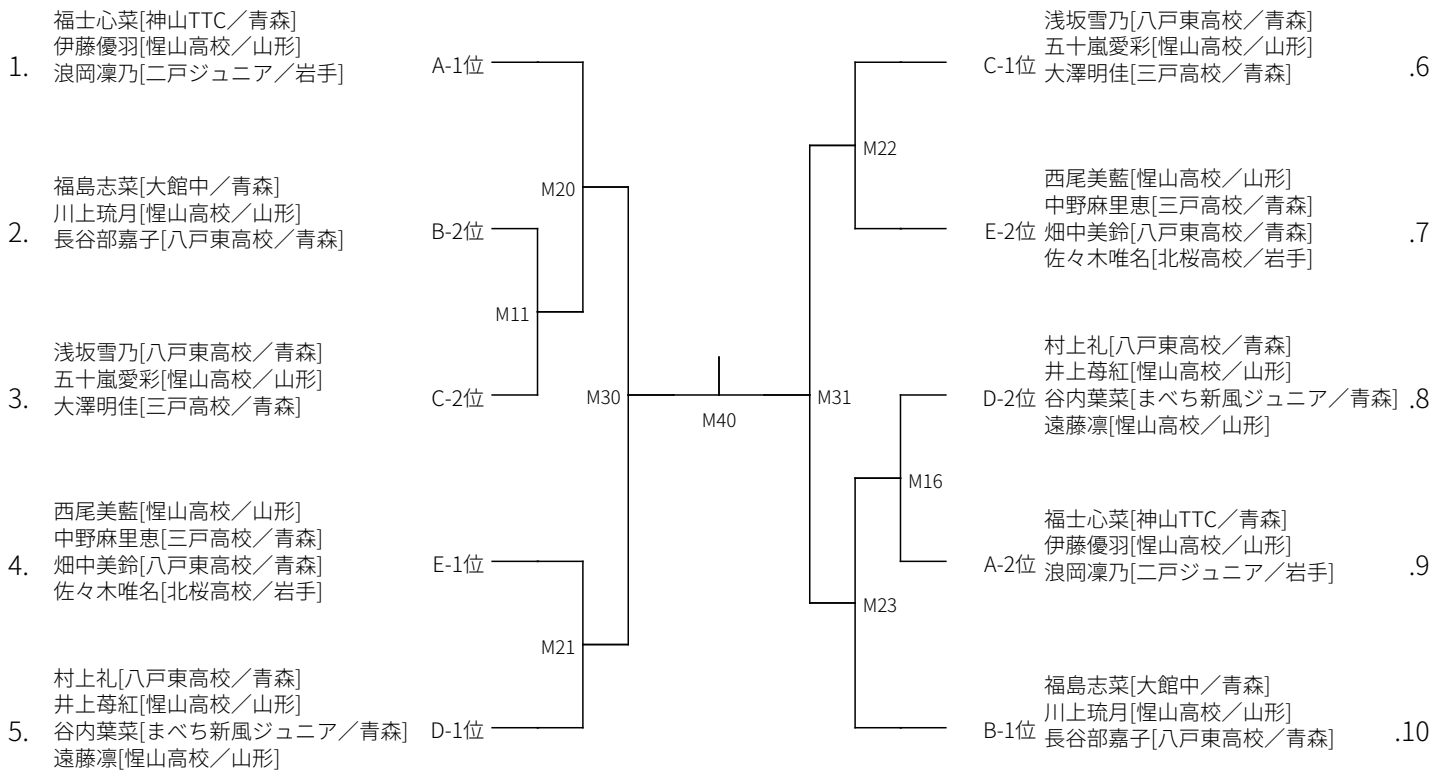 1.
福士心菜[神山TTC／青森]
伊藤優羽[惺山高校／山形]
浪岡凜乃[二戸ジュニア／岩手]
A-1位
2.
福島志菜[大館中／青森]
川上琉月[惺山高校／山形]
長谷部嘉子[八戸東高校／青森]
B-2位
3.
浅坂雪乃[八戸東高校／青森]
五十嵐愛彩[惺山高校／山形]
大澤明佳[三戸高校／青森]
C-2位
4.
西尾美藍[惺山高校／山形]
中野麻里恵[三戸高校／青森]
畑中美鈴[八戸東高校／青森]
佐々木唯名[北桜高校／岩手]
E-1位
5.
村上礼[八戸東高校／青森]
井上苺紅[惺山高校／山形]
谷内葉菜[まべち新風ジュニア／青森]
遠藤凛[惺山高校／山形]
D-1位
M20
M11
M30
M21
M40
M31
M22
M16
M23
C-1位
浅坂雪乃[八戸東高校／青森]
五十嵐愛彩[惺山高校／山形]
大澤明佳[三戸高校／青森]
.6
E-2位
西尾美藍[惺山高校／山形]
中野麻里恵[三戸高校／青森]
畑中美鈴[八戸東高校／青森]
佐々木唯名[北桜高校／岩手]
.7
D-2位
村上礼[八戸東高校／青森]
井上苺紅[惺山高校／山形]
谷内葉菜[まべち新風ジュニア／青森]
遠藤凛[惺山高校／山形]
.8
A-2位
福士心菜[神山TTC／青森]
伊藤優羽[惺山高校／山形]
浪岡凜乃[二戸ジュニア／岩手]
.9
B-1位
福島志菜[大館中／青森]
川上琉月[惺山高校／山形]
長谷部嘉子[八戸東高校／青森]
.10